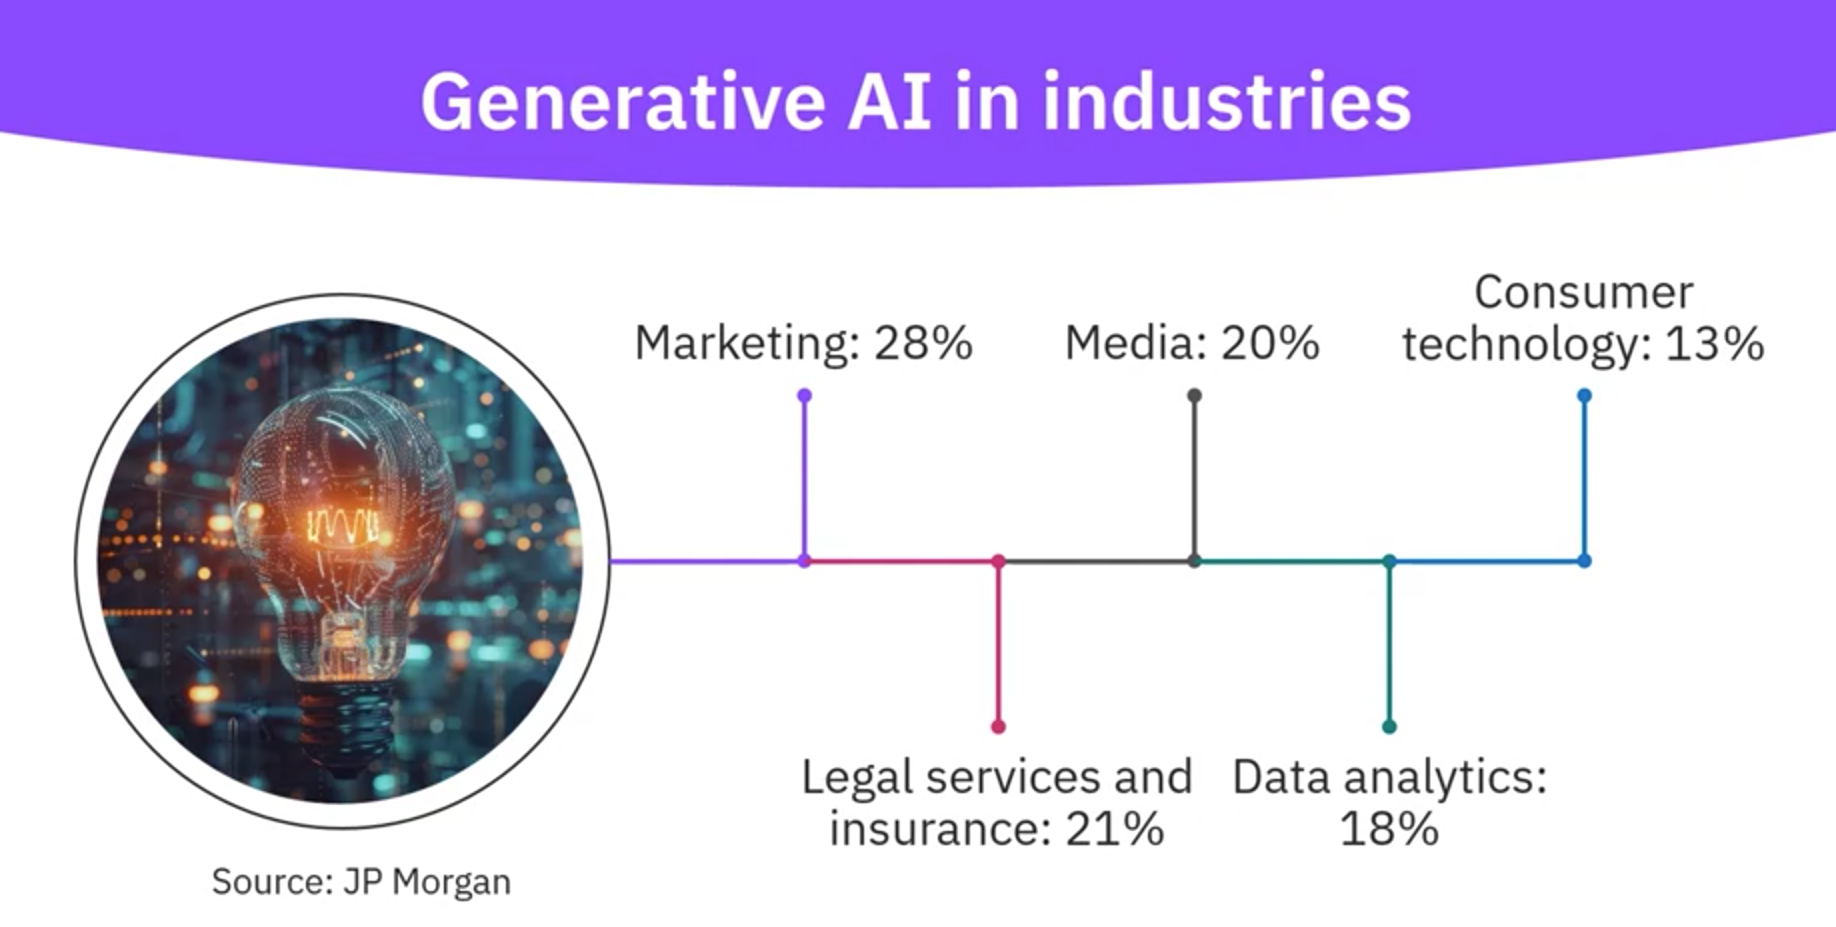 Generative AI in industries
Marketing: 28%
Media: 20%
Consumer
technology: 13%
Legal services and
insurance: 21%
Data analytics:
18%
Source: JP Morgan